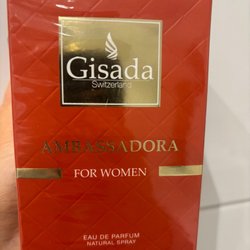 Gisada
Switzerland
AMBASSADORA
FOR WOMEN
EAU DE PARFUM
NATURAL SPRAY